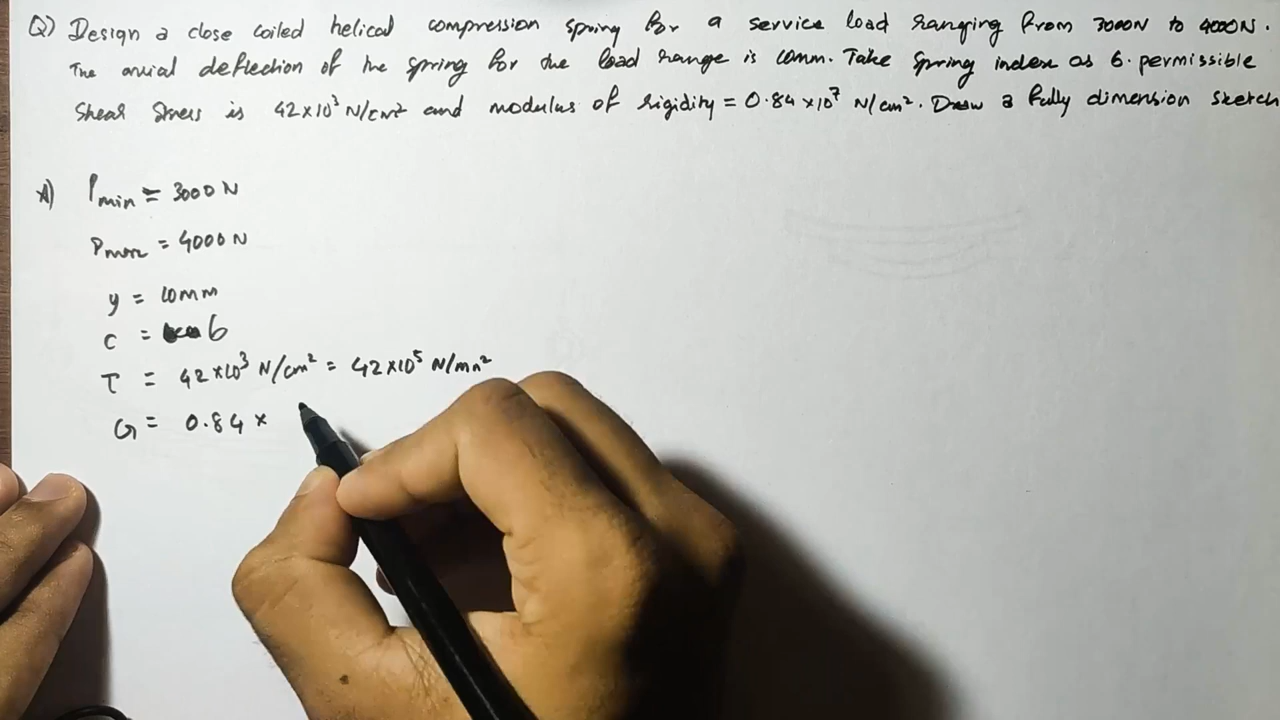 Q) Design a close coiled helical compression spring for a service load ranging from 3000N to 4000N.
The axial deflection of the spring for the load range is 10mm. Take spring index as 6. permissible
shear stress is 42×10³ N/cm² and modulus of rigidity = 0.84×10⁷ N/cm². Draw a fully dimension sketch
A) Pmin = 3000N
Pmax = 4000N
y = 10mm
c = 6
τ = 42×10³ N/cm² = 42×10⁵ N/mm²
G = 0.84×